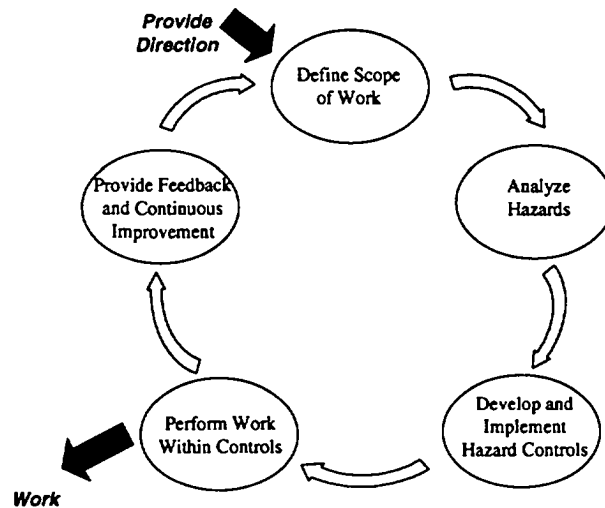 Provide
Direction
Define Scope
of Work
Analyze
Hazards
Develop and
Implement
Hazard Controls
Perform Work
Within Controls
Work
Provide Feedback
and Continuous
Improvement